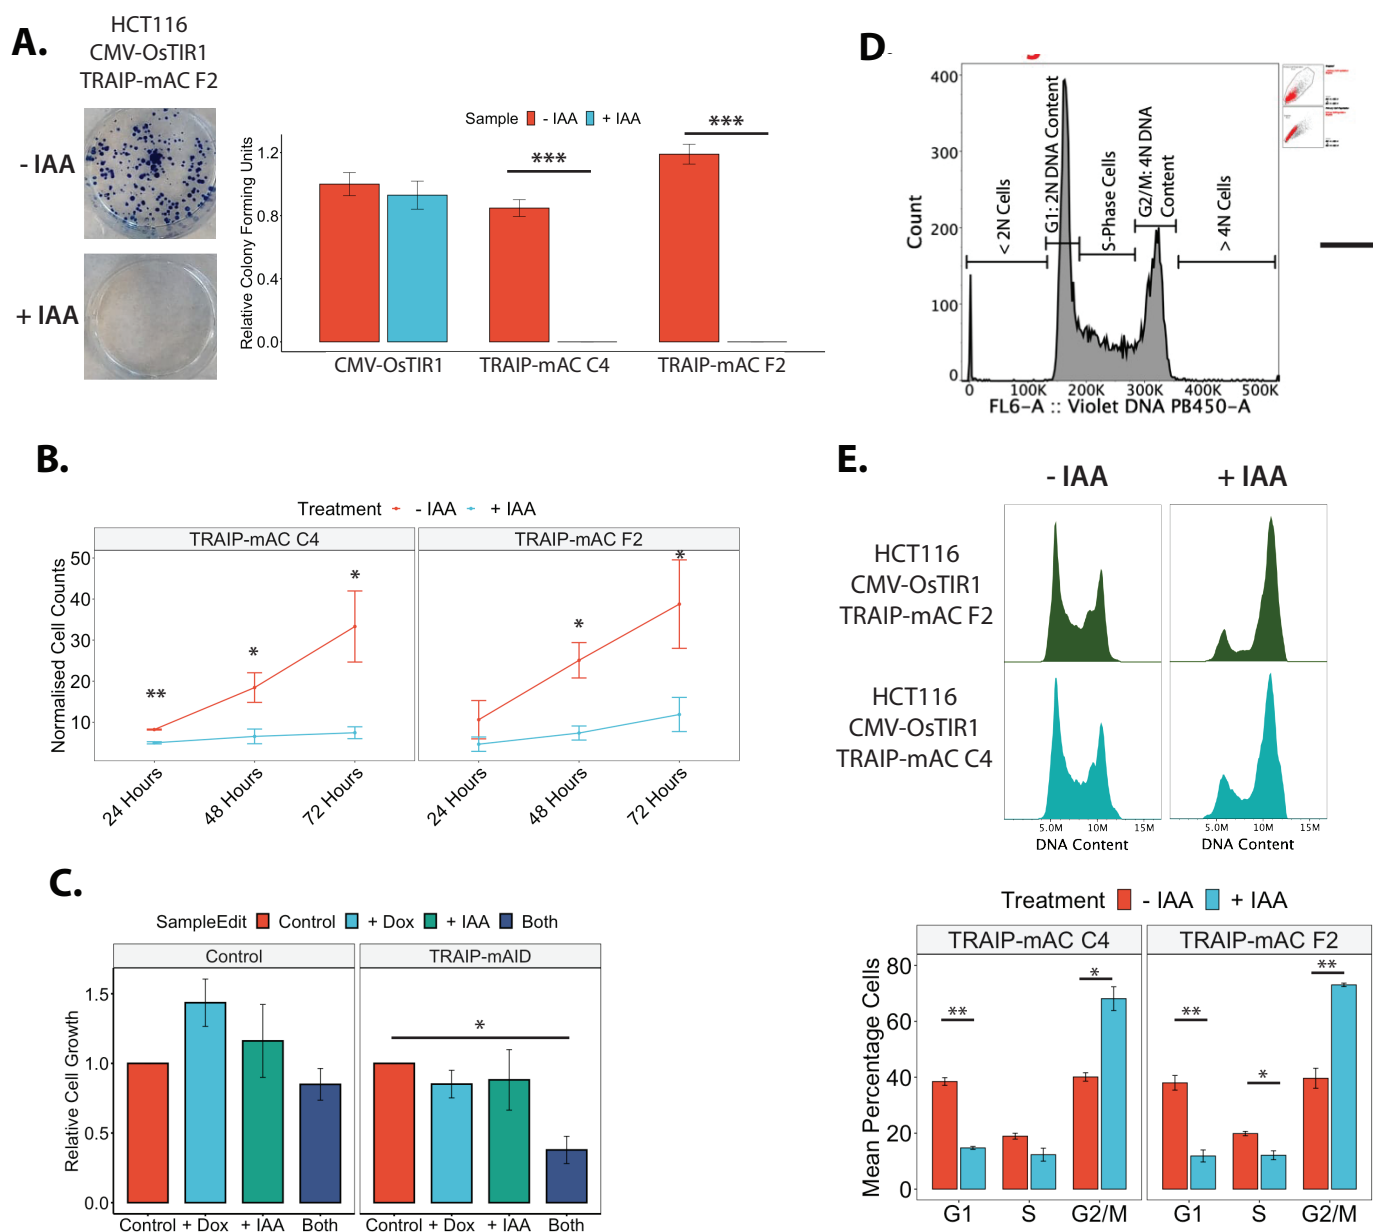 A.
HCT116
CMV-OsTIR1
TRAIP-mAC F2
- IAA
+ IAA
Sample - IAA + IAA
Relative Colony Forming Units
1.2
0.8
0.4
0.0
***
***
CMV-OsTIR1 TRAIP-mAC C4 TRAIP-mAC F2
B.
Treatment - IAA + IAA
TRAIP-mAC C4 TRAIP-mAC F2
Normalised Cell Counts
50
40
30
20
10
** * *
* *
24 Hours 48 Hours 72 Hours 24 Hours 48 Hours 72 Hours
C.
SampleEdit Control + Dox + IAA Both
Control TRAIP-mAID
Relative Cell Growth
1.5
1.0
0.5
0.0
*
Control + Dox + IAA Both Control + Dox + IAA Both
D
Count
400
300
200
100
0
< 2N Cells
G1: 2N DNA Content
S-Phase Cells
G2/M: 4N DNA
Content
> 4N Cells
0 100K 200K 300K 400K 500K
FL6-A :: Violet DNA PB450-A
E.
- IAA + IAA
HCT116
CMV-OsTIR1
TRAIP-mAC F2
HCT116
CMV-OsTIR1
TRAIP-mAC C4
5.0M 10M 15M 5.0M 10M 15M
DNA Content DNA Content
Treatment - IAA + IAA
TRAIP-mAC C4 TRAIP-mAC F2
Mean Percentage Cells
80
60
40
20
0
** *
** * **
G1 S G2/M G1 S G2/M